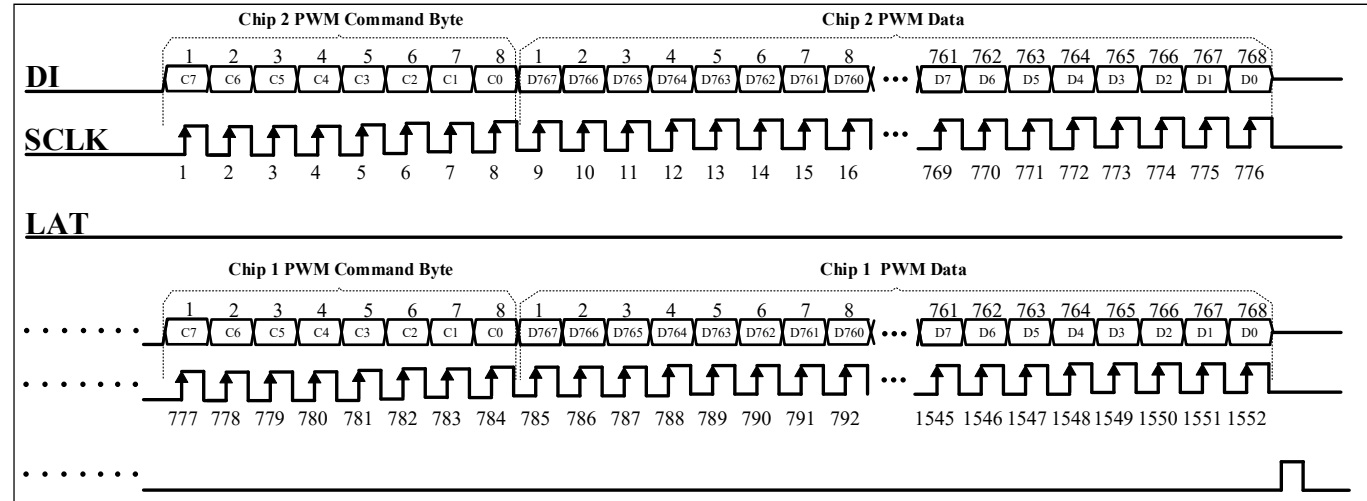 Chip 2 PWM Command Byte Chip 2 PWM Data
1 2 3 4 5 6 7 8 1 2 3 4 5 6 7 8 761 762 763 764 765 766 767 768
DI C7 C6 C5 C4 C3 C2 C1 C0 D767 D766 D765 D764 D763 D762 D761 D760 ••• D7 D6 D5 D4 D3 D2 D1 D0
SCLK •••
1 2 3 4 5 6 7 8 9 10 11 12 13 14 15 16 769 770 771 772 773 774 775 776
LAT
Chip 1 PWM Command Byte Chip 1 PWM Data
1 2 3 4 5 6 7 8 1 2 3 4 5 6 7 8 761 762 763 764 765 766 767 768
. . . . . . . C7 C6 C5 C4 C3 C2 C1 C0 D767 D766 D765 D764 D763 D762 D761 D760 ••• D7 D6 D5 D4 D3 D2 D1 D0
. . . . . . . •••
777 778 779 780 781 782 783 784 785 786 787 788 789 790 791 792 1545 1546 1547 1548 1549 1550 1551 1552
. . . . . . .